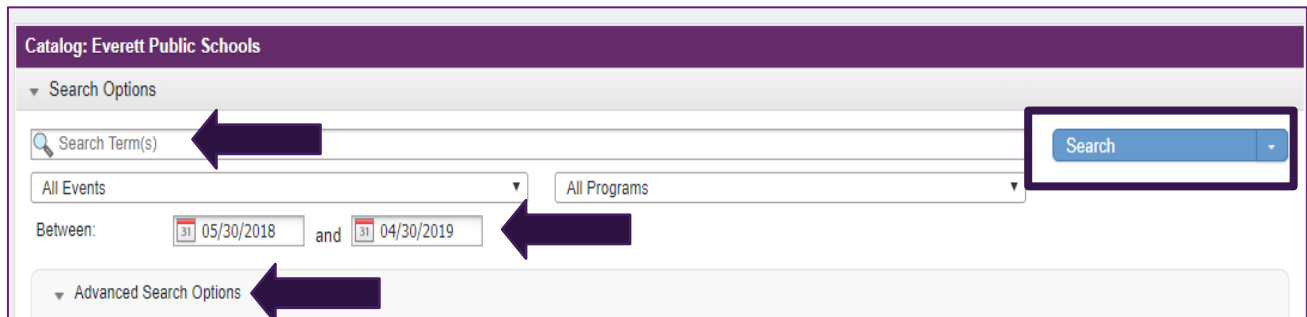 Catalog: Everett Public Schools
Search Options
Search Term(s) Search
All Events All Programs
Between: 31 05/30/2018 and 31 04/30/2019
Advanced Search Options